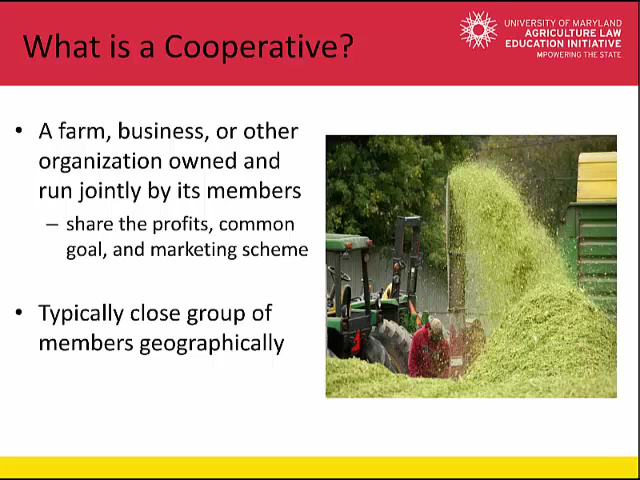 What is a Cooperative?
UNIVERSITY OF MARYLAND
AGRICULTURE LAW
EDUCATION INITIATIVE
MPOWERING THE STATE
• A farm, business, or other
organization owned and
run jointly by its members
– share the profits, common
goal, and marketing scheme
• Typically close group of
members geographically